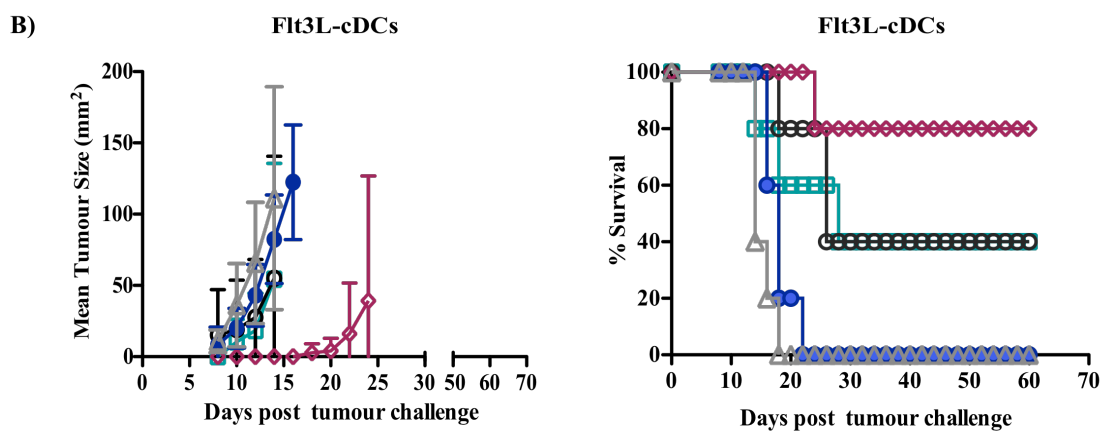 B)
Flt3L-cDCs
Mean Tumour Size (mm²)
200
150
100
50
0
0 5 10 15 20 25 30 50 60 70
Days post tumour challenge
Flt3L-cDCs
% Survival
100
80
60
40
20
0
0 10 20 30 40 50 60 70
Days post tumour challenge